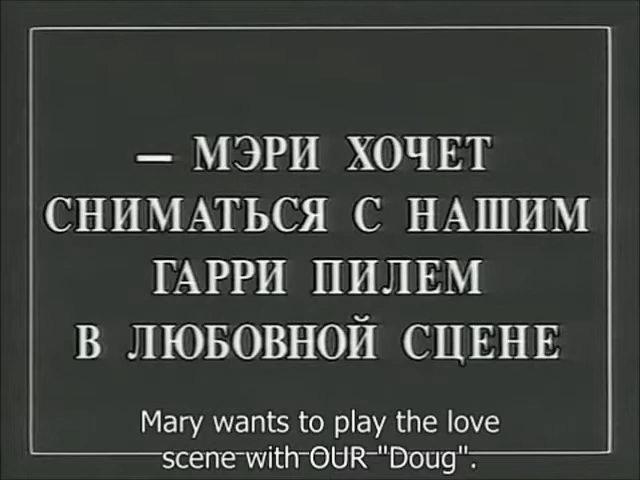 — МЭРИ ХОЧЕТ
СНИМАТЬСЯ С НАШИМ
ГАРРИ ПИЛЕМ
В ЛЮБОВНОЙ СЦЕНЕ
Mary wants to play the love
scene with OUR "Doug".